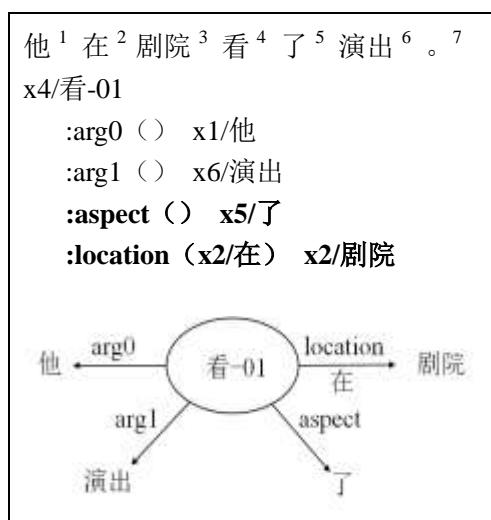 他 1 在 2 剧院 3 看 4 了 5 演出 6 。 7
x4/看-01
:arg0 () x1/他
:arg1 () x6/演出
:aspect () x5/了
:location (x2/在) x2/剧院
他 arg0 看-01 location 在 剧院
arg1 aspect
演出 了